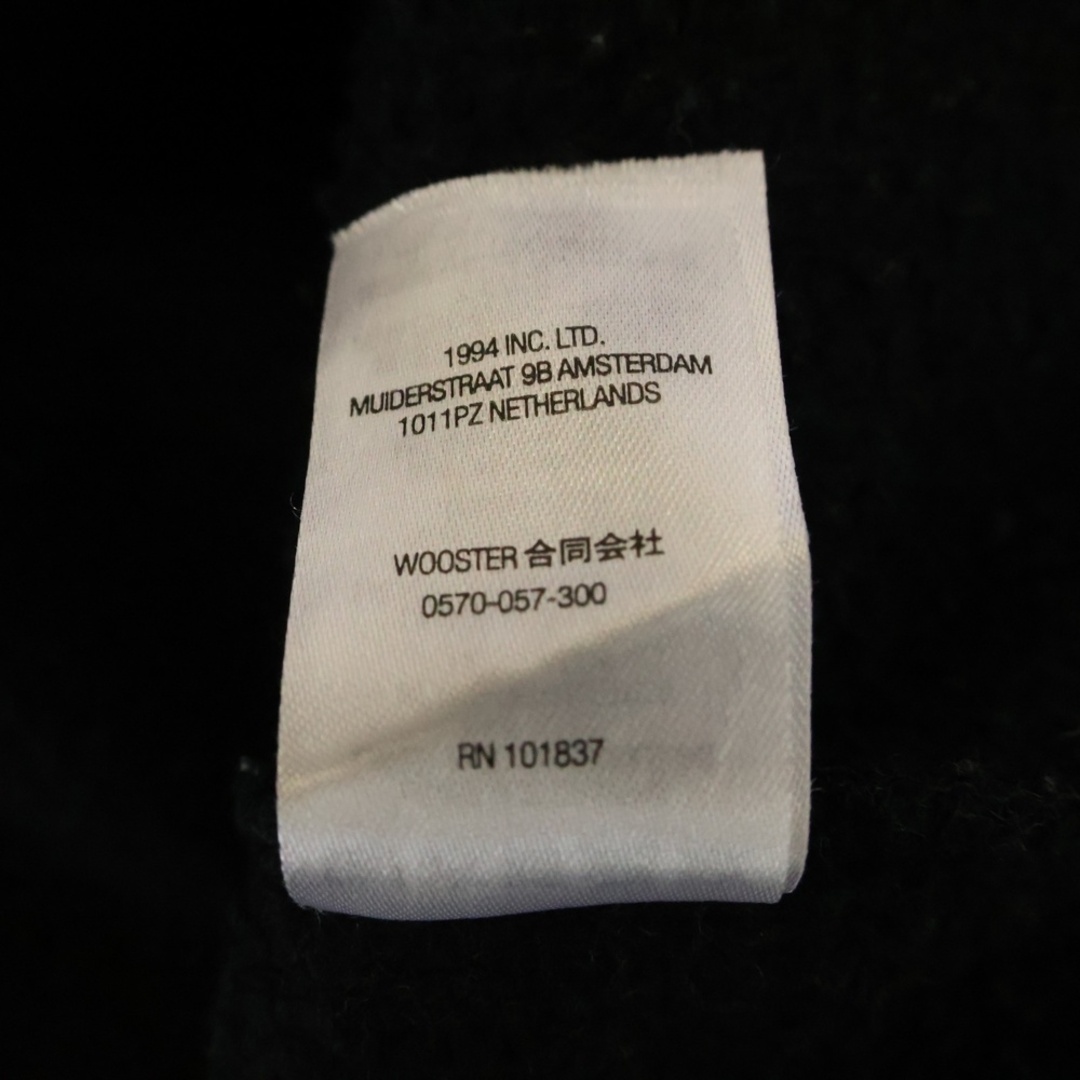 1994 INC. LTD.
MUIDERSTRAAT 9B AMSTERDAM
1011PZ NETHERLANDS
WOOSTER 合同会社
0570-057-300
RN 101837